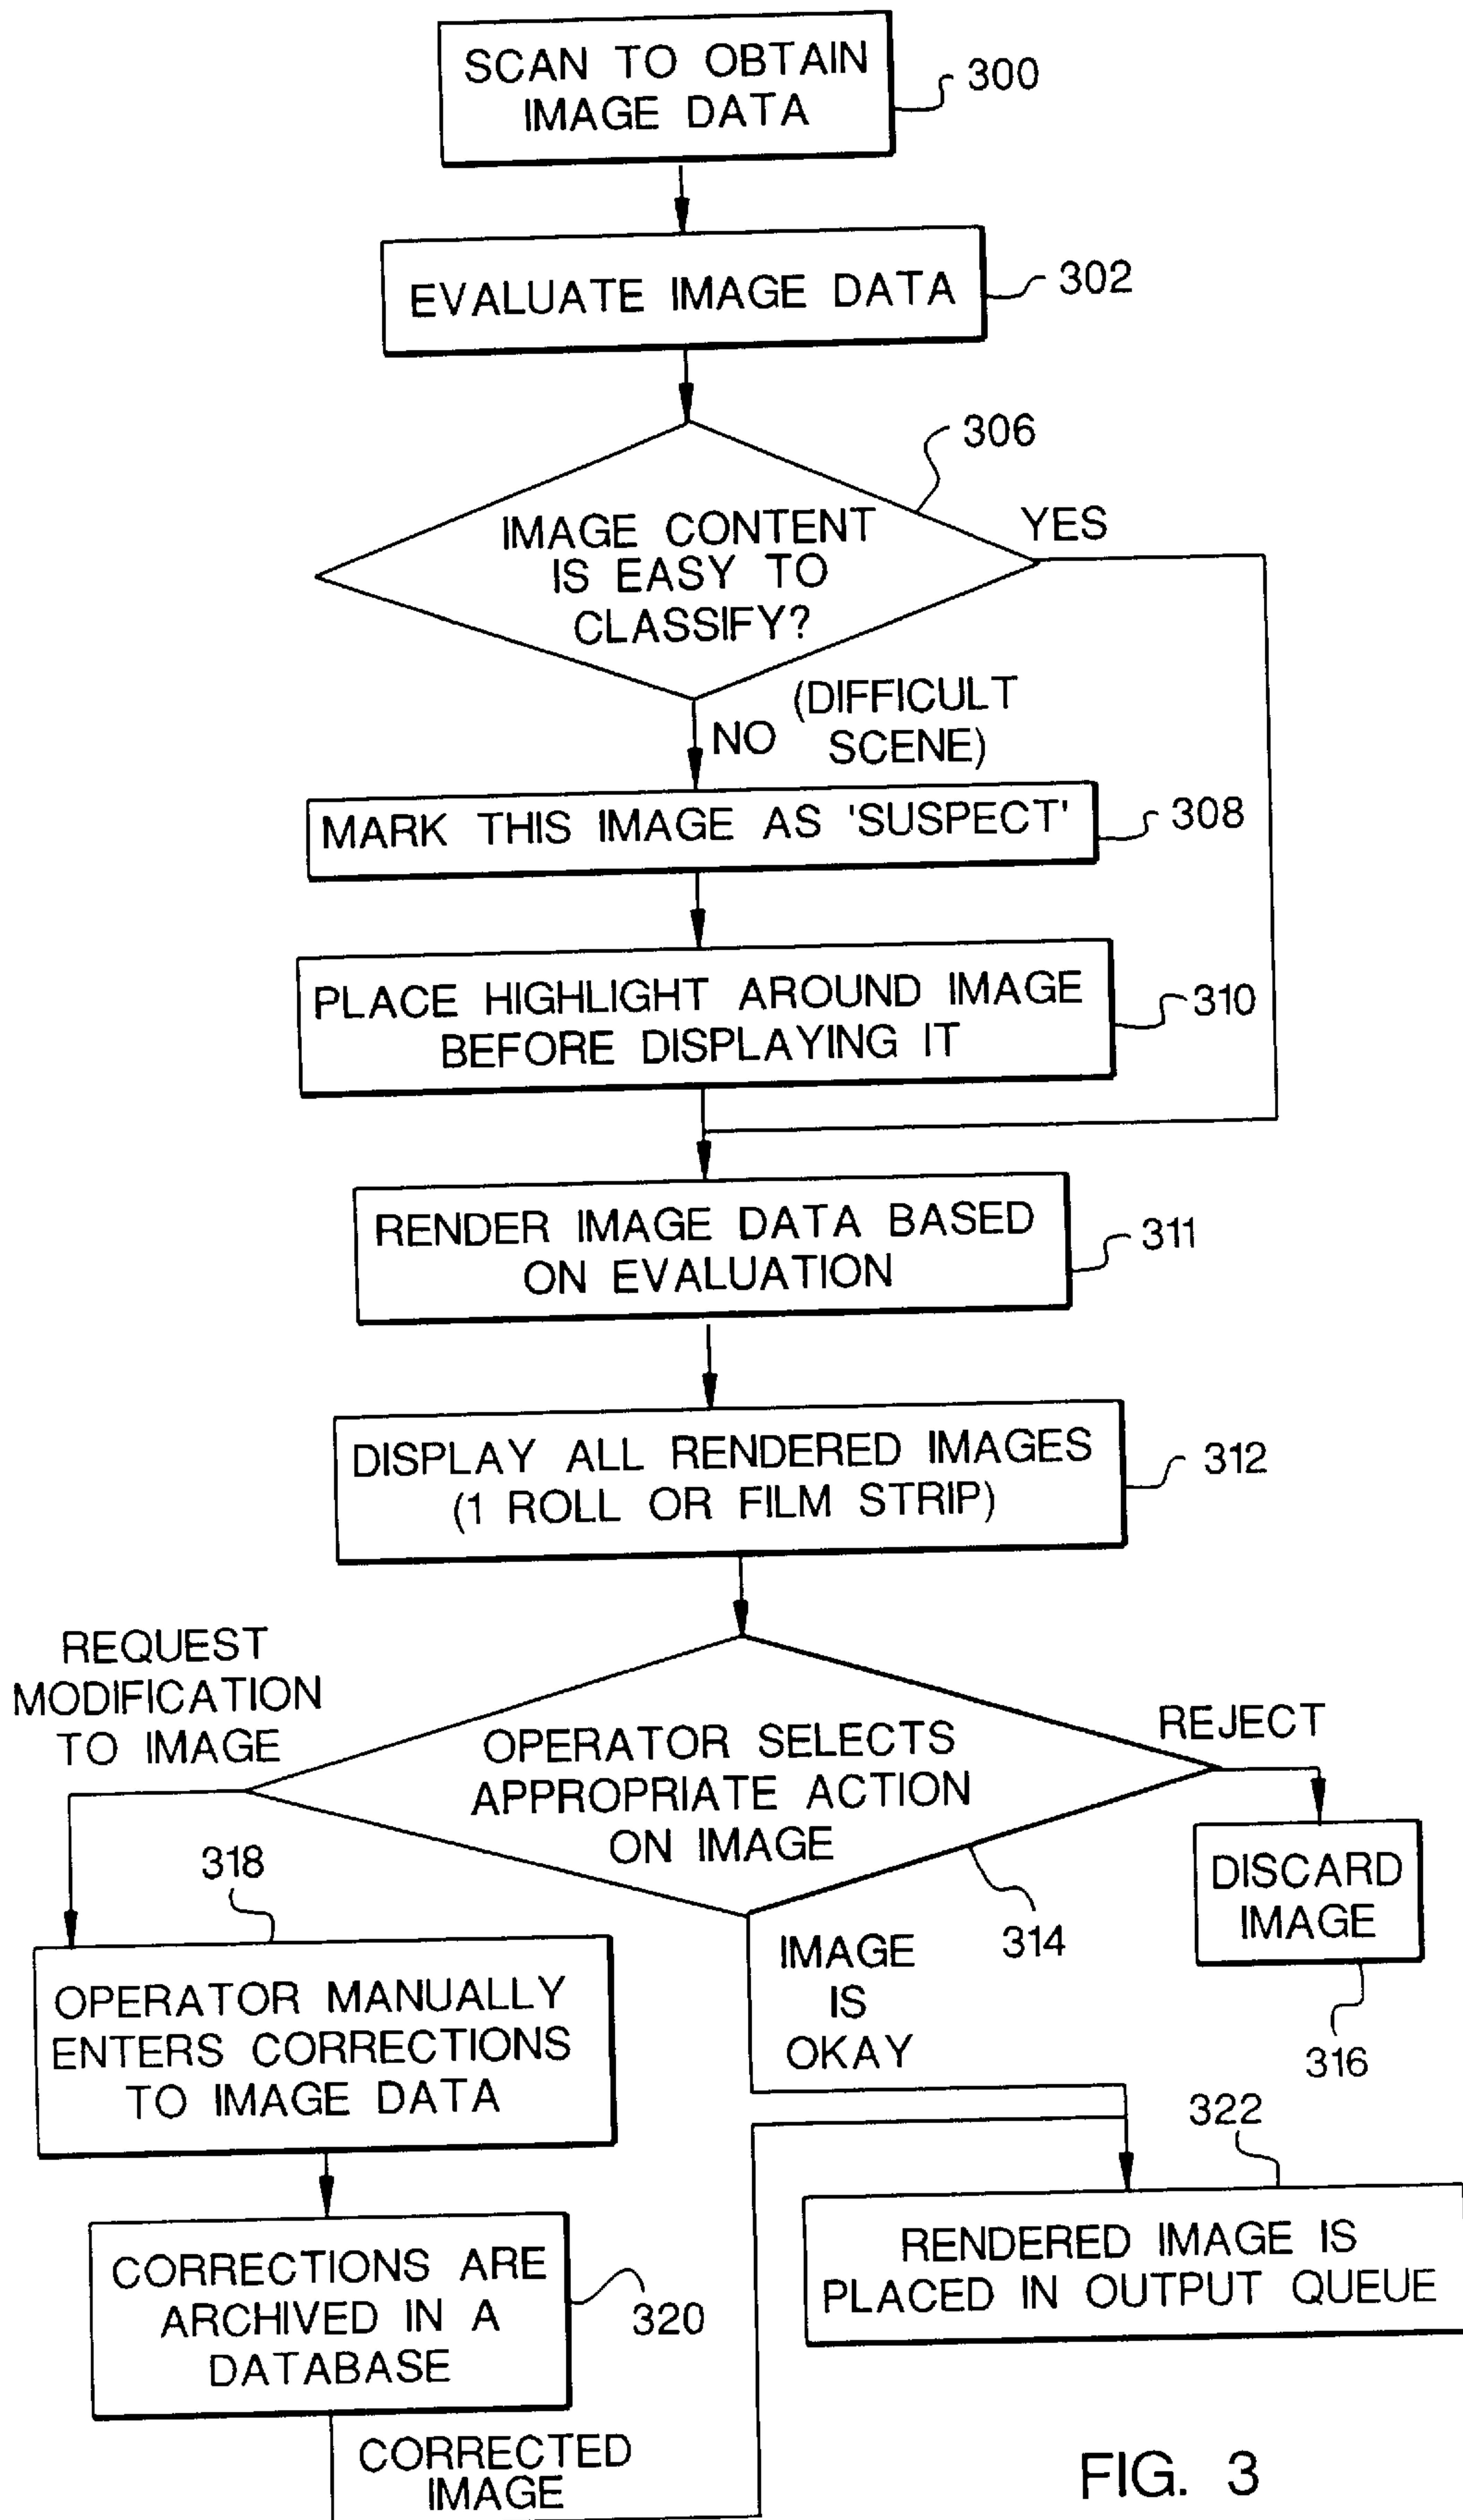 SCAN TO OBTAIN
IMAGE DATA
300
EVALUATE IMAGE DATA
302
306
IMAGE CONTENT
IS EASY TO
CLASSIFY?
YES
NO
(DIFFICULT
SCENE)
MARK THIS IMAGE AS 'SUSPECT'
308
PLACE HIGHLIGHT AROUND IMAGE
BEFORE DISPLAYING IT
310
RENDER IMAGE DATA BASED
ON EVALUATION
311
DISPLAY ALL RENDERED IMAGES
(1 ROLL OR FILM STRIP)
312
REQUEST
MODIFICATION
TO IMAGE
OPERATOR SELECTS
APPROPRIATE ACTION
ON IMAGE
REJECT
314
DISCARD
IMAGE
316
318
OPERATOR MANUALLY
ENTERS CORRECTIONS
TO IMAGE DATA
IMAGE
IS
OKAY
322
RENDERED IMAGE IS
PLACED IN OUTPUT QUEUE
CORRECTIONS ARE
ARCHIVED IN A
DATABASE
320
CORRECTED
IMAGE
FIG. 3